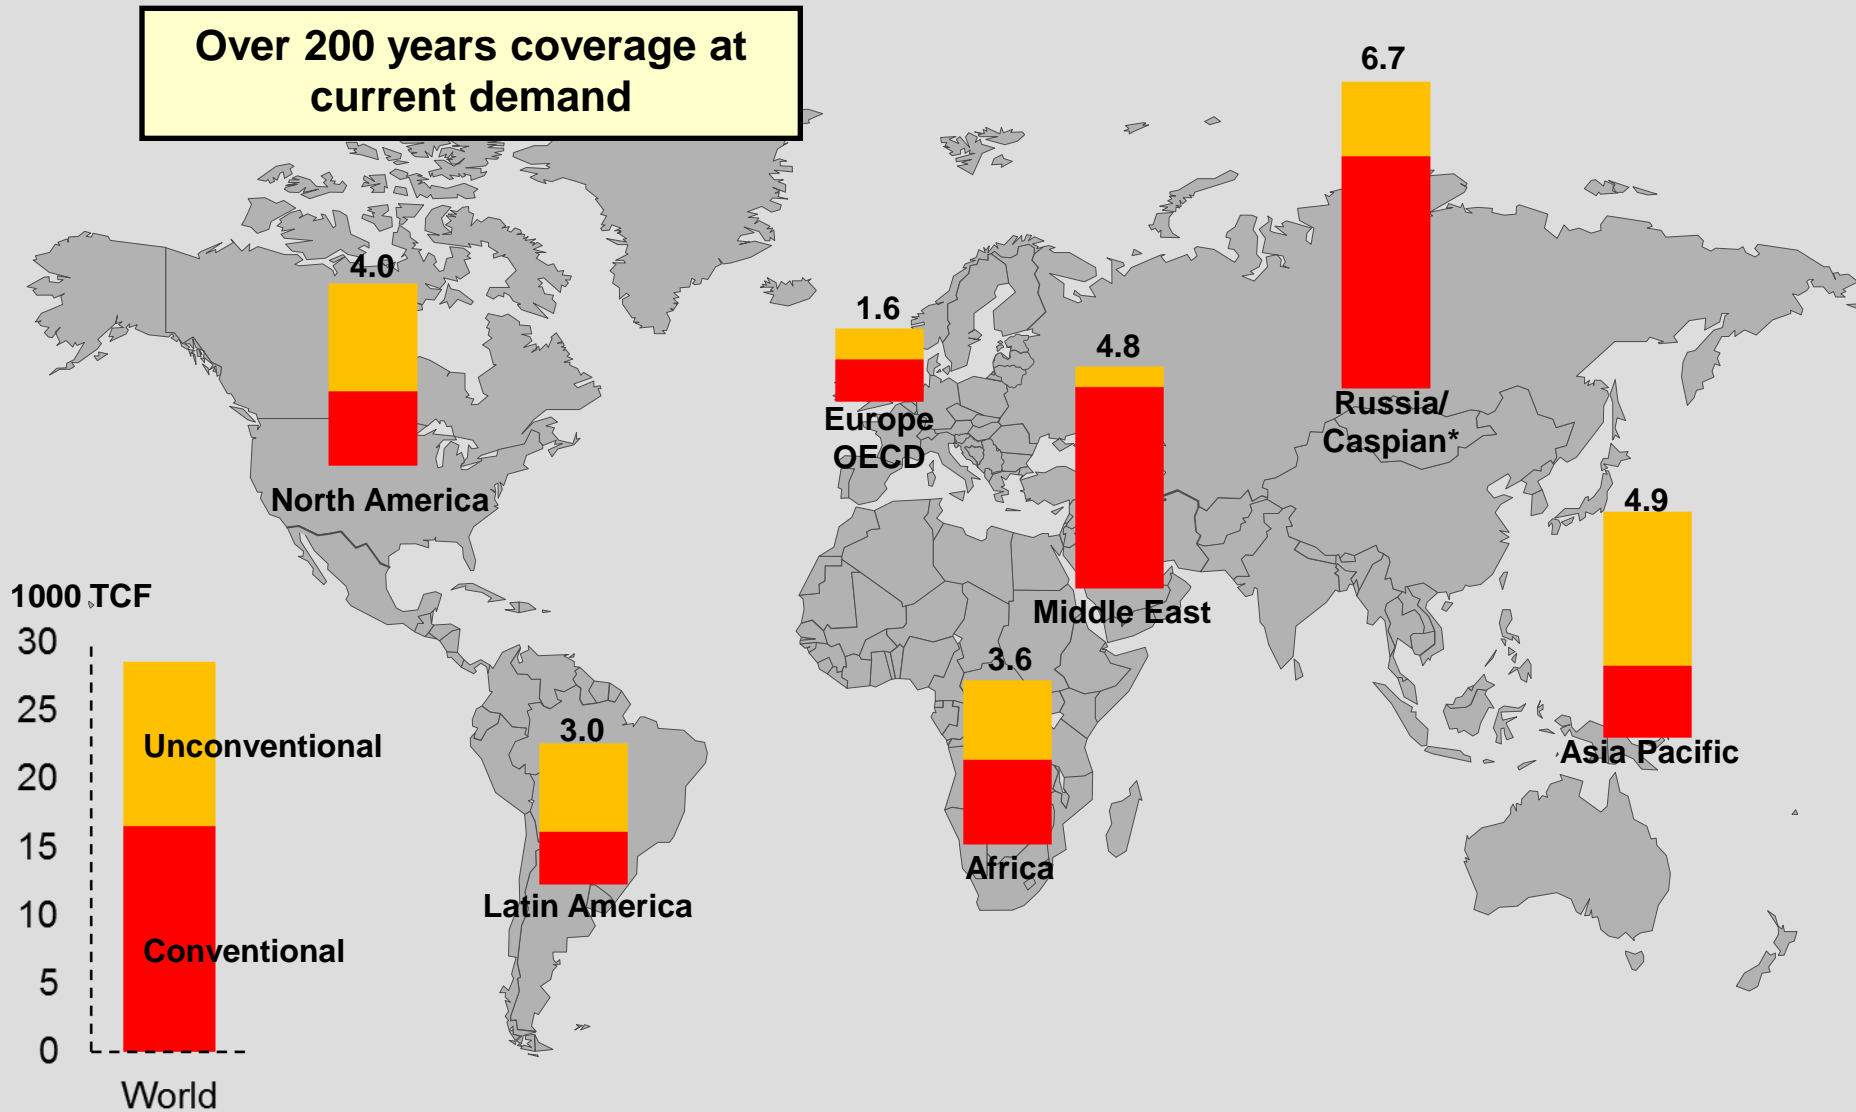 Over 200 years coverage at
current demand
6.7
4.0
1.6
4.8
Europe
OECD
Russia/
Caspian*
North America
4.9
1000 TCF
Middle East
30
3.6
25
3.0
Unconventional
Asia Pacific
20
15
Africa
Latin America
10
Conventional
5
0
World